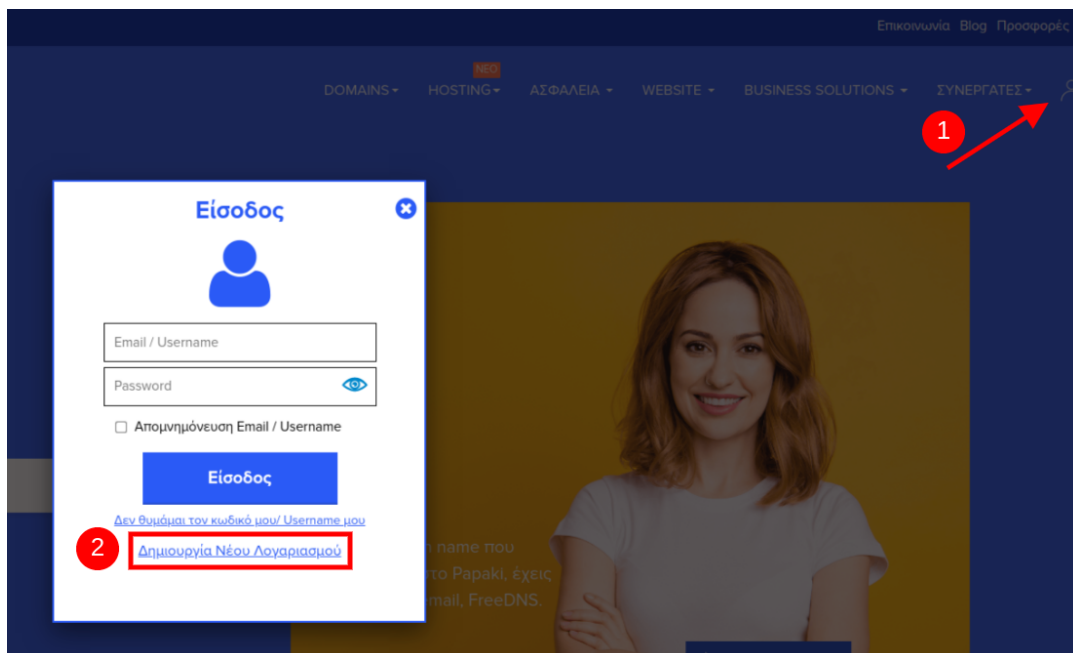 Επικοινωνία Blog Προσφορές
ΝΕΟ
DOMAINS HOSTING ΑΣΦΑΛΕΙΑ WEBSITE BUSINESS SOLUTIONS ΣΥΝΕΡΓΑΤΕΣ
1
Είσοδος
Email / Username
Password
Απομνημόνευση Email / Username
Είσοδος
Δεν θυμάμαι τον κωδικό μου/ Username μου
2
Δημιουργία Νέου Λογαριασμού
name που
στο Papaki, έχεις
mail, FreeDNS.